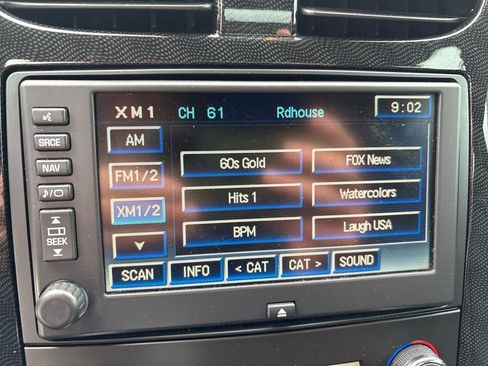 XM1 CH 61 Rdhouse 9:02
AM
60s Gold FOX News
SRCE
FM1/2
NAV
Hits 1 Watercolors
XM1/2
BPM Laugh USA
SEEK
SCAN INFO < CAT CAT > SOUND